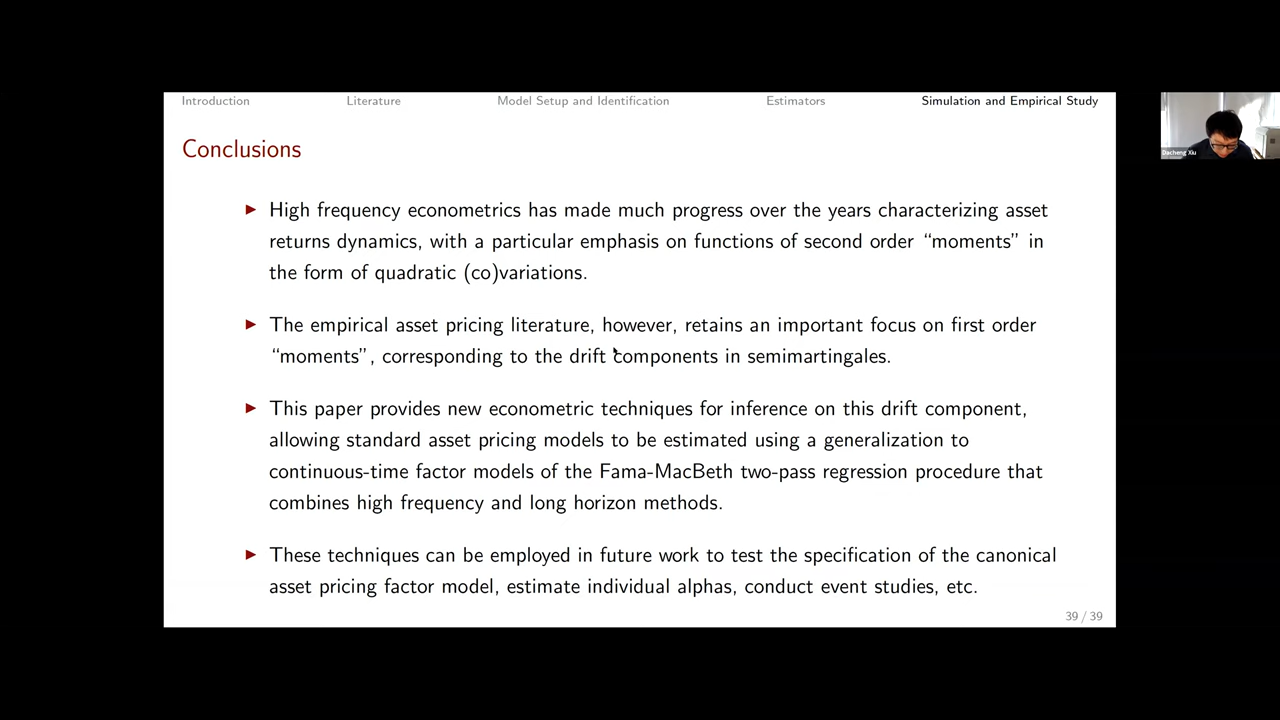 Introduction
Literature
Model Setup and Identification
Estimators
Simulation and Empirical Study
Conclusions
▶ High frequency econometrics has made much progress over the years characterizing asset
returns dynamics, with a particular emphasis on functions of second order “moments” in
the form of quadratic (co)variations.
▶ The empirical asset pricing literature, however, retains an important focus on first order
“moments”, corresponding to the drift components in semimartingales.
▶ This paper provides new econometric techniques for inference on this drift component,
allowing standard asset pricing models to be estimated using a generalization to
continuous-time factor models of the Fama-MacBeth two-pass regression procedure that
combines high frequency and long horizon methods.
▶ These techniques can be employed in future work to test the specification of the canonical
asset pricing factor model, estimate individual alphas, conduct event studies, etc.
39 / 39
Dacheng Xiu